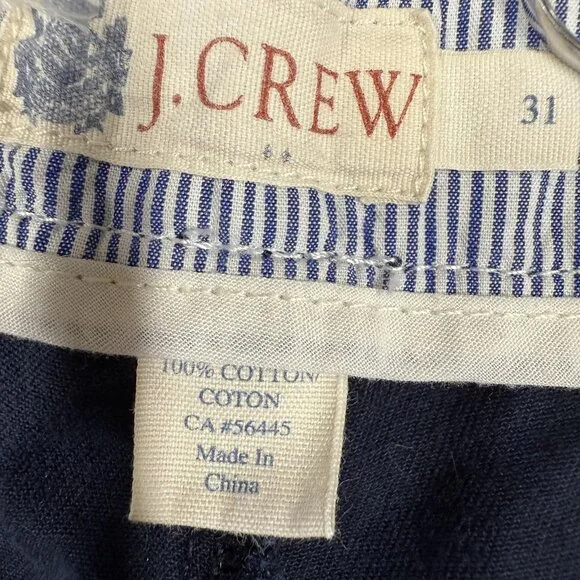 J.CREW
31
100% COTTON/
COTON
CA #56445
Made In
China